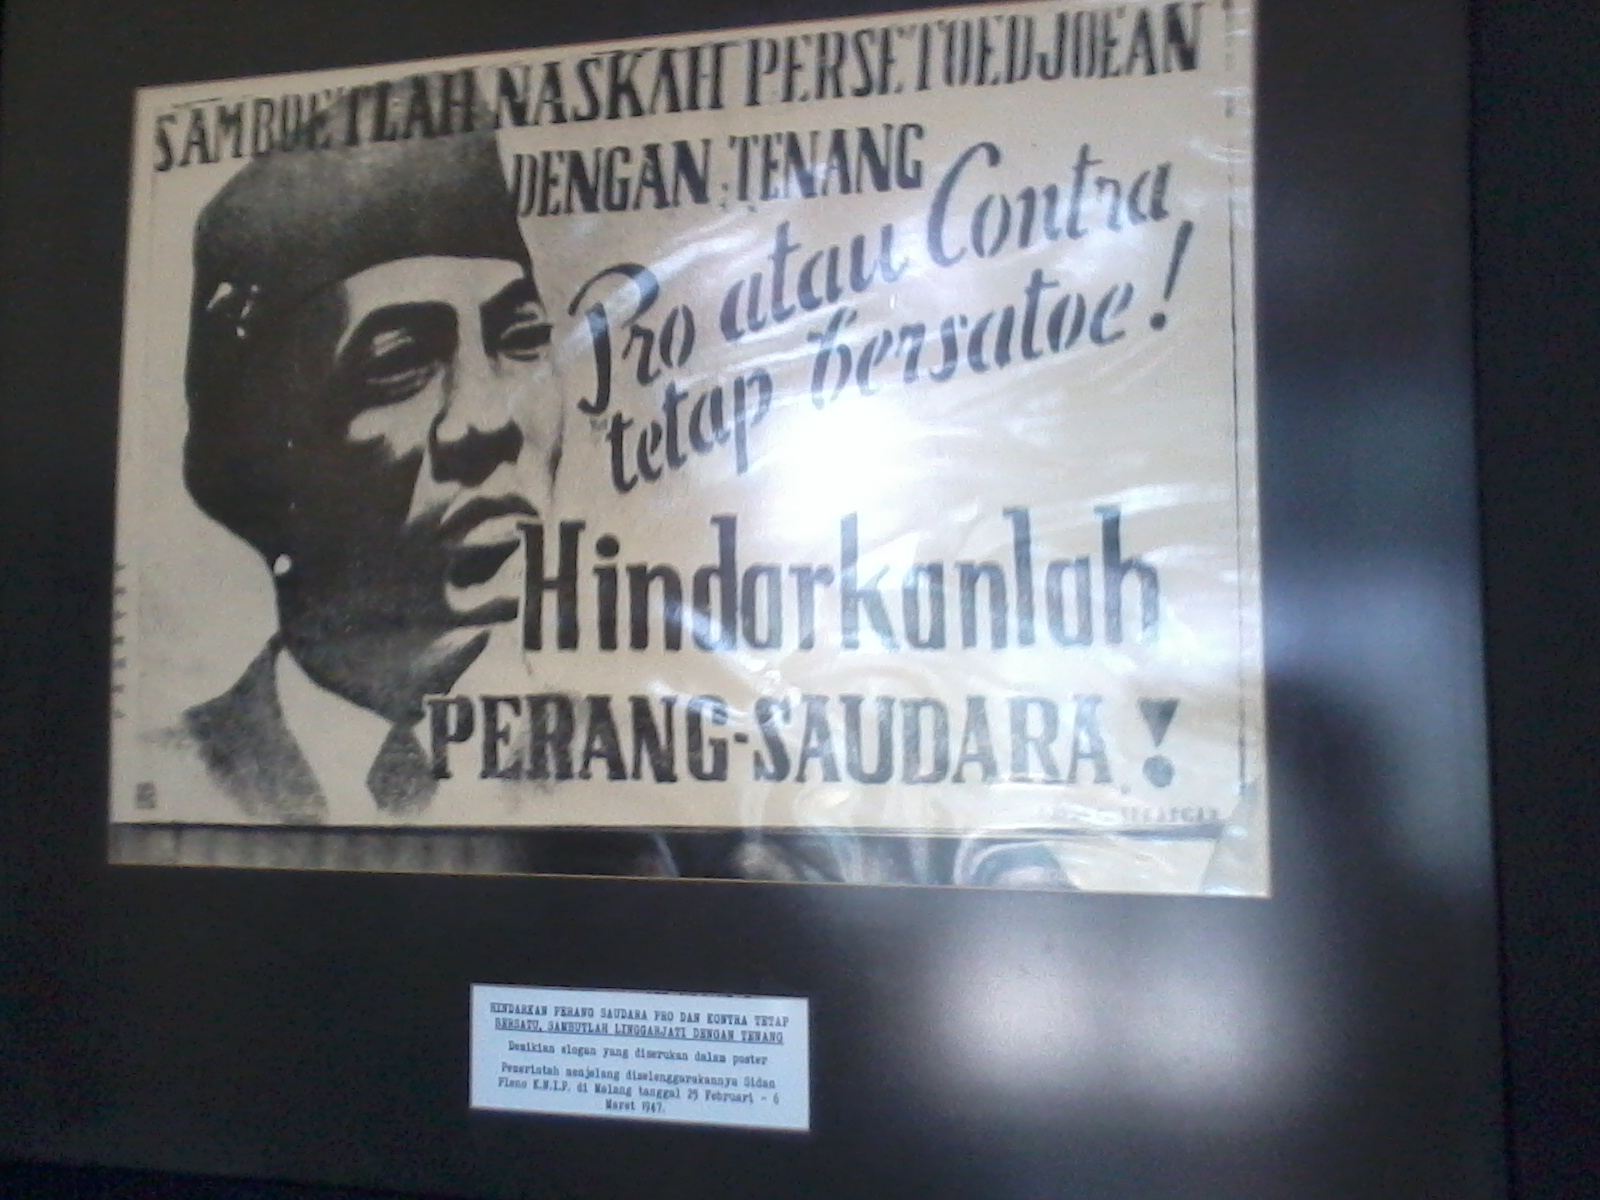 SAMBOETLAH NASKAH PERSETOEDJOEAN
DENGAN TENANG
Pro atau Contra
tetap bersatoe!
Hindarkanlah
PERANG-SAUDARA!
HINDARKAN PERANG SAUDARA PRO DAN KONTRA TETAP
BERSATU, SAMBUTLAH LINGGARJATI DENGAN TENANG
Demikian slogan yang diserukan dalam poster
Pemerintah menjelang diselenggarakannya Sidan
Pleno K.N.I.P. di Malang tanggal 25 Februari - 6
Maret 1947.